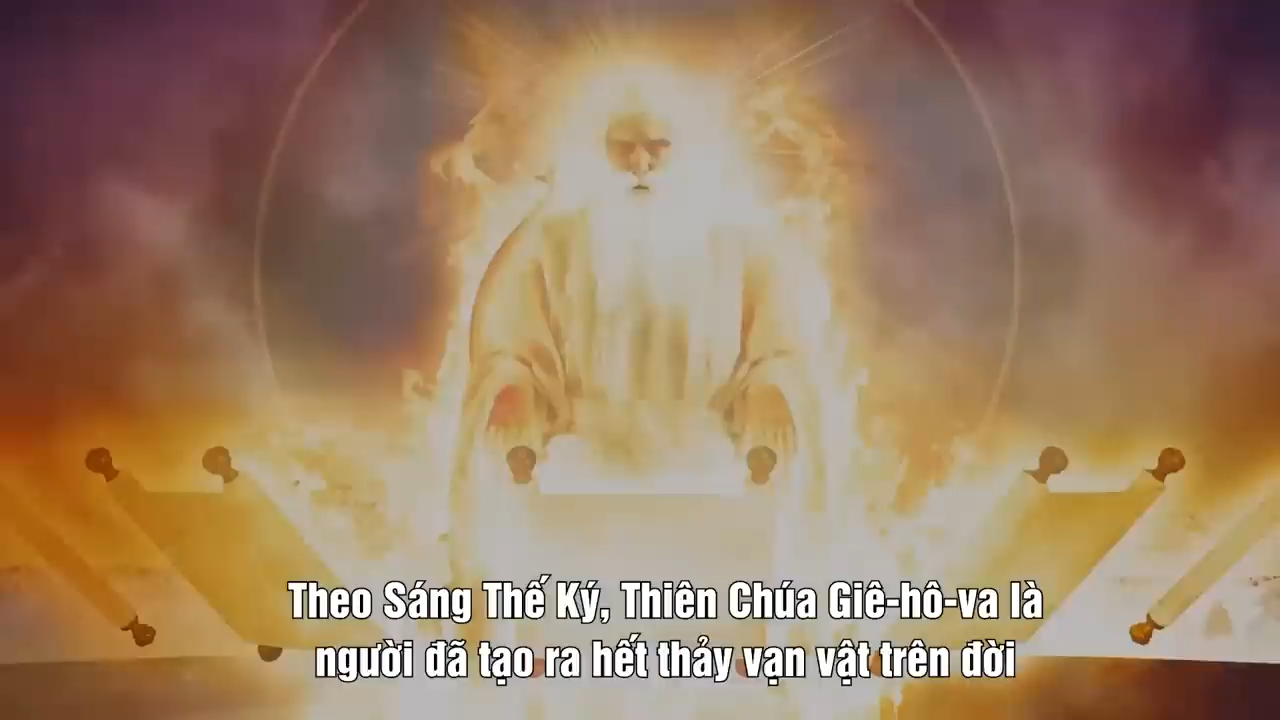 Theo Sáng Thế Ký, Thiên Chúa Giê-hô-va là
người đã tạo ra hết thảy vạn vật trên đời